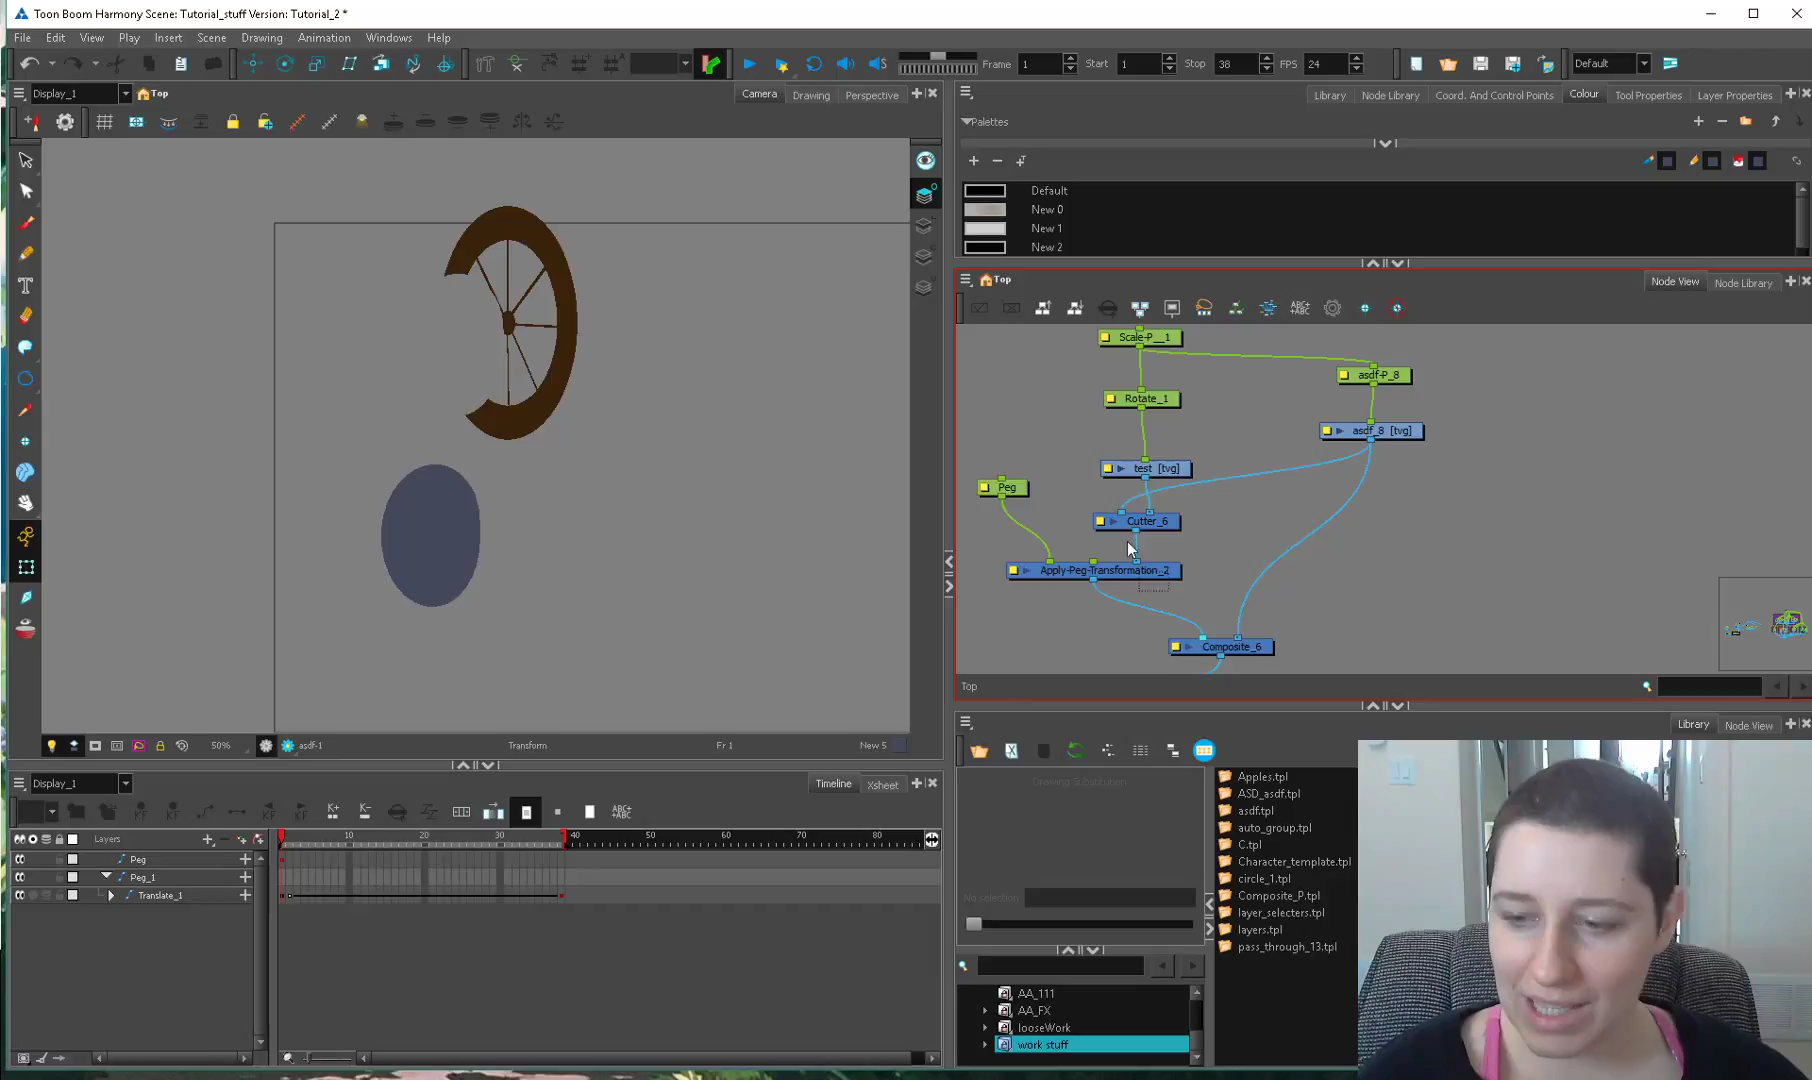 Toon Boom Harmony Scene: Tutorial_stuff Version: Tutorial_2 *
File Edit View Play Insert Scene Drawing Animation Windows Help
Frame 1 Start 1 Stop 38 FPS 24 Default
Display_1 Top Camera Drawing Perspective
Library Node Library Coord. And Control Points Colour Tool Properties Layer Properties
Palettes
Default
New 0
New 1
New 2
Top Node View Node Library
Scale-P__1
asdf-P_8
Rotate_1
asdf_8 [tvg]
test [tvg]
Peg
Cutter_6
Apply-Peg-Transformation_2
Composite_6
Top
50% asdf-1 Transform Fr 1 New 5
Library Node View
Display_1 Timeline Xsheet
Drawing Substitution
Layers 10 20 30 40 50 60 70 80
Peg
Peg_1
Translate_1
No selection
Apples.tpl
ASD_asdf.tpl
asdf.tpl
auto_group.tpl
C.tpl
Character_template.tpl
circle_1.tpl
Composite_P.tpl
layer_selecters.tpl
layers.tpl
pass_through_13.tpl
AA_111
AA_FX
looseWork
work stuff